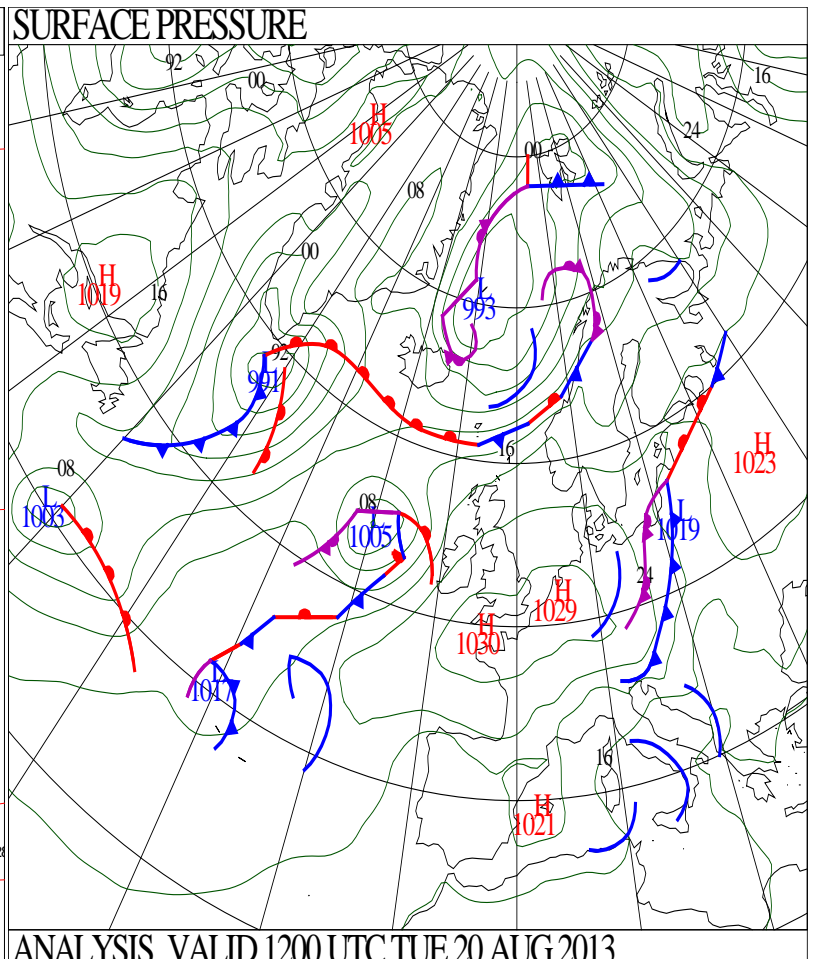 SURFACE PRESSURE
92
00
16
H
1005
24
00
08
00
H
1019
16
L
993
92
991
16
H
1023
08
L
1003
08
L
1005
L
1019
24
H
1029
H
1030
L
1017
16
H
1021
ANALYSIS VALID 1200 UTC TUE 20 AUG 2013